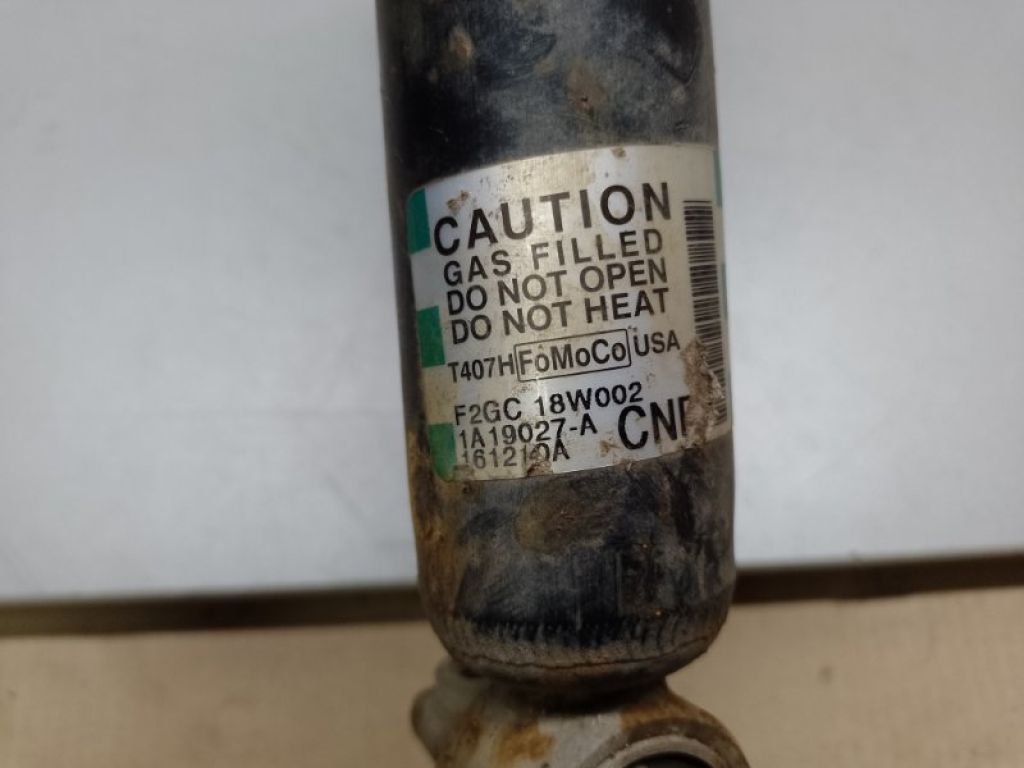 CAUTION
GAS FILLED
DO NOT OPEN
DO NOT HEAT
T407H FoMoCo USA
F2GC 18W002
1A19027-A